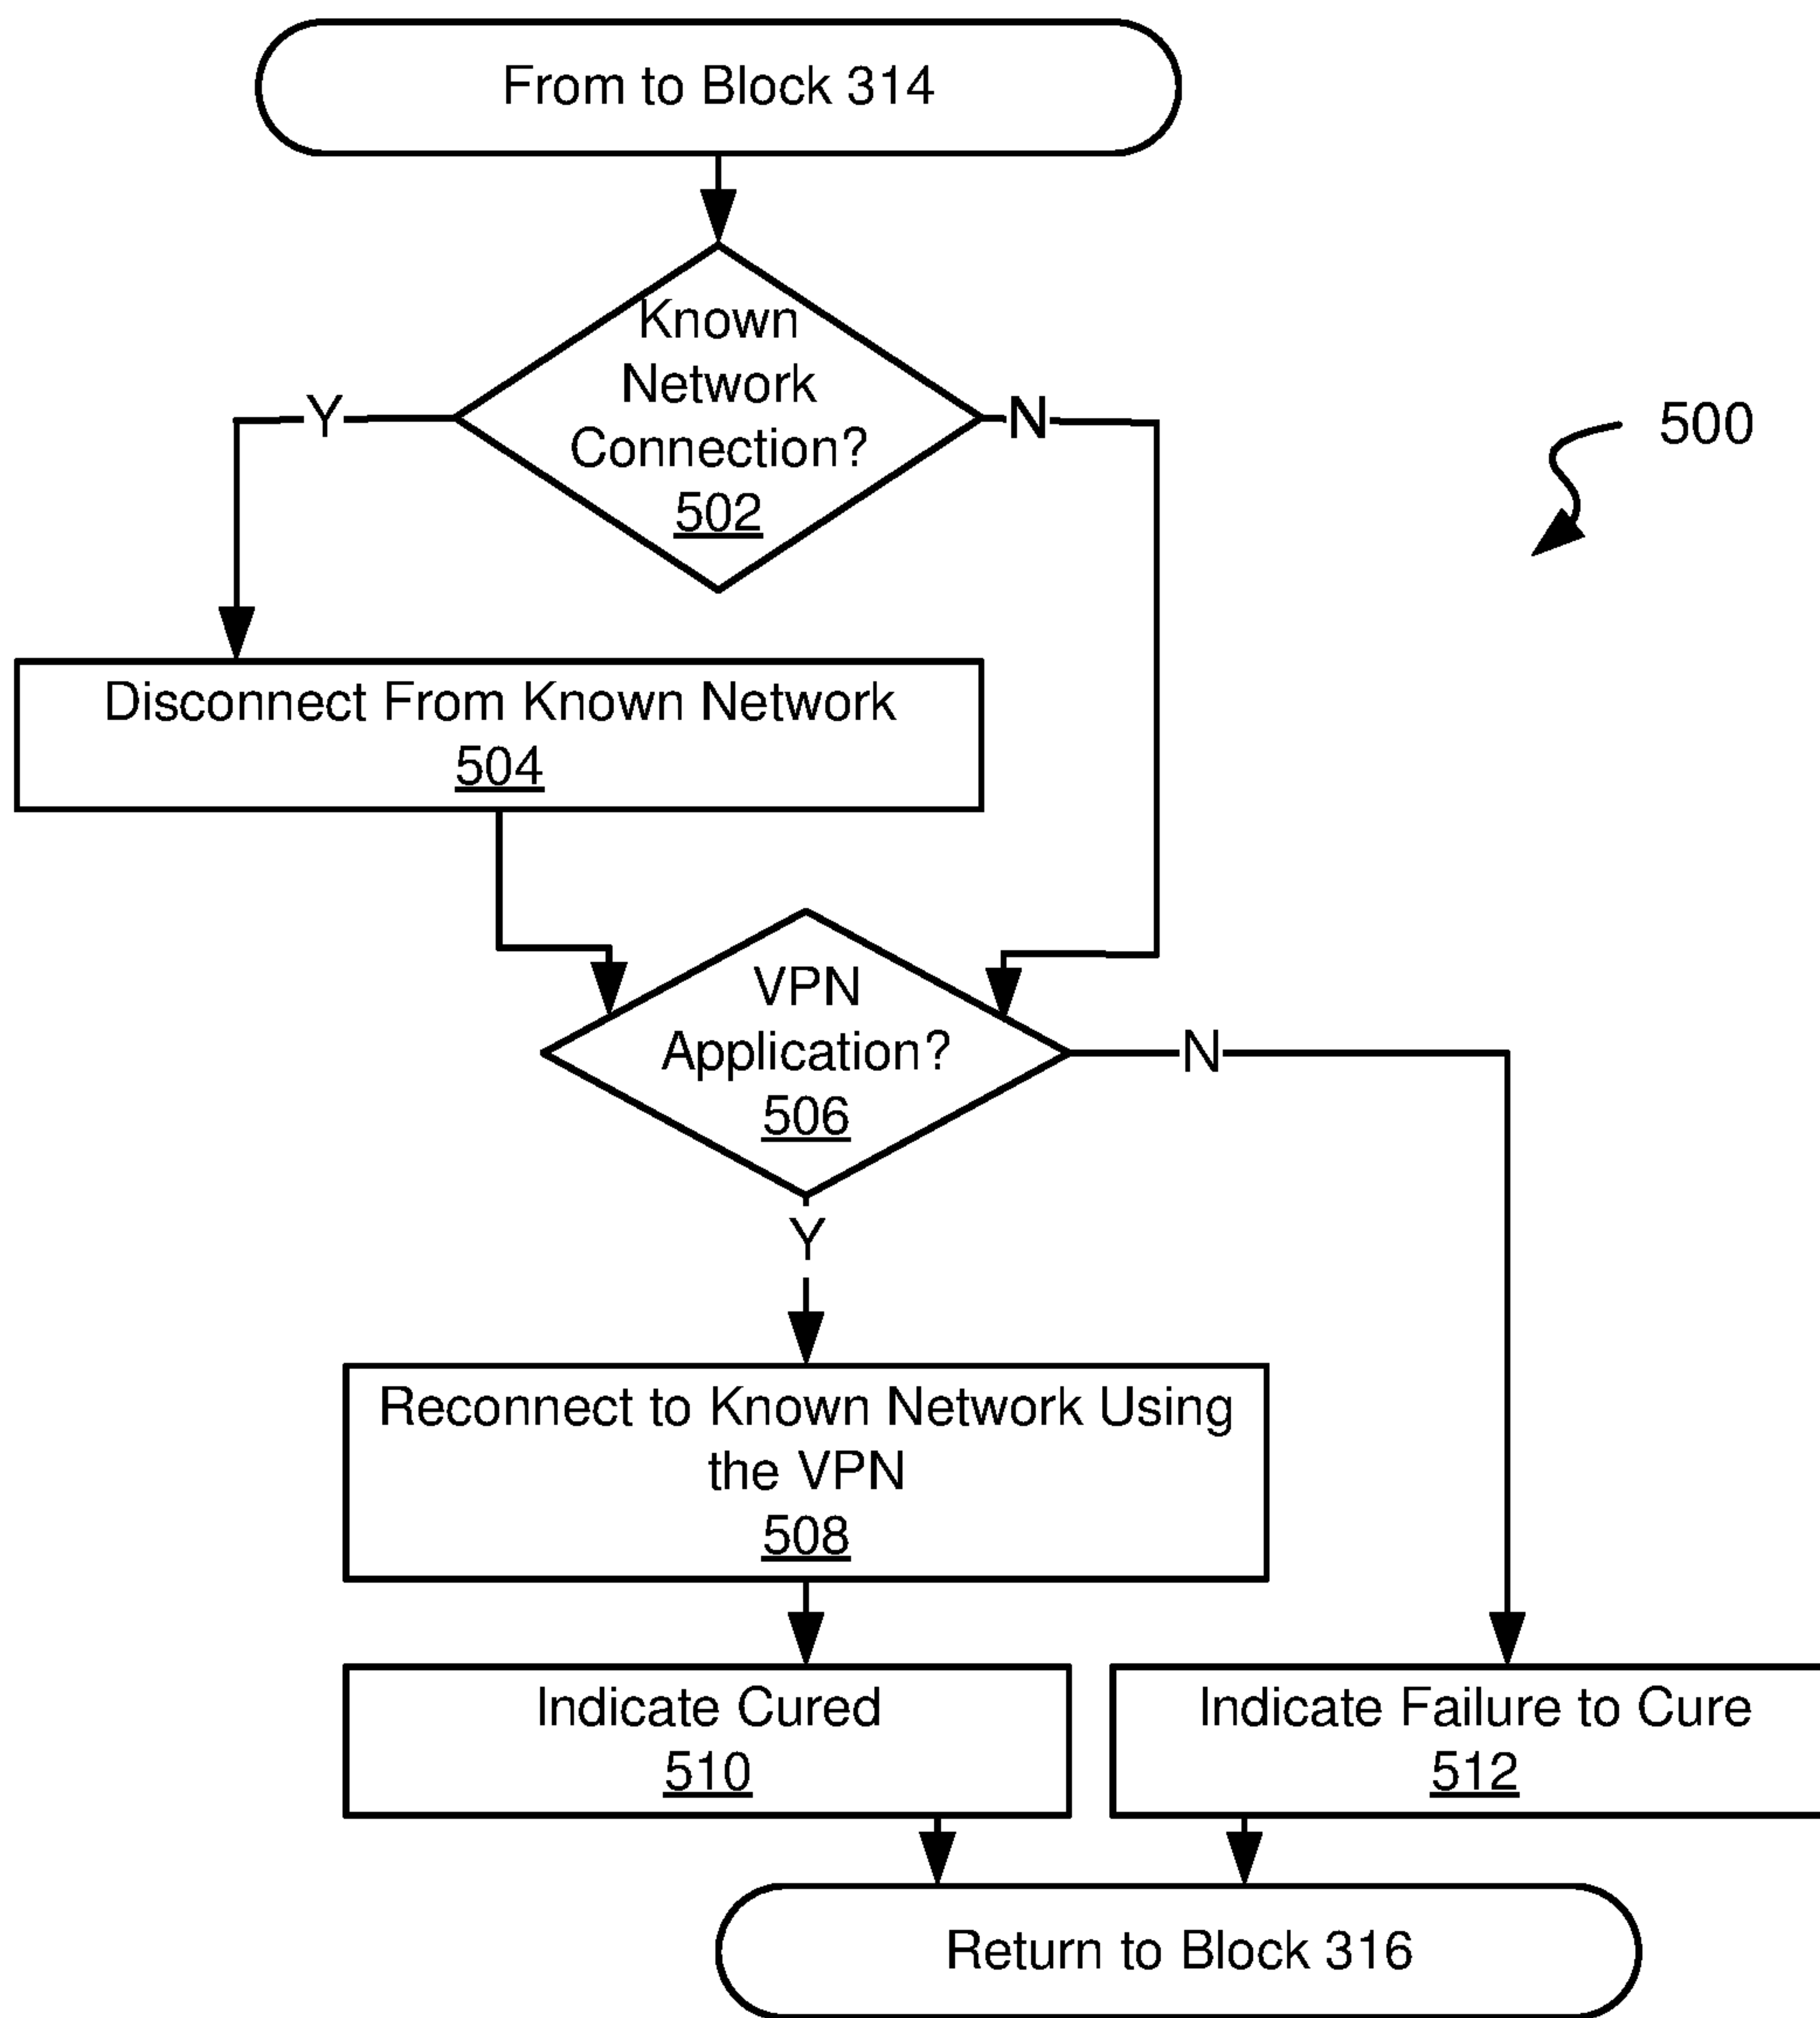 From to Block 314
Known
Network
Connection?
502
Y
N
500
Disconnect From Known Network
504
VPN
Application?
506
N
Y
Reconnect to Known Network Using
the VPN
508
Indicate Cured
510
Indicate Failure to Cure
512
Return to Block 316